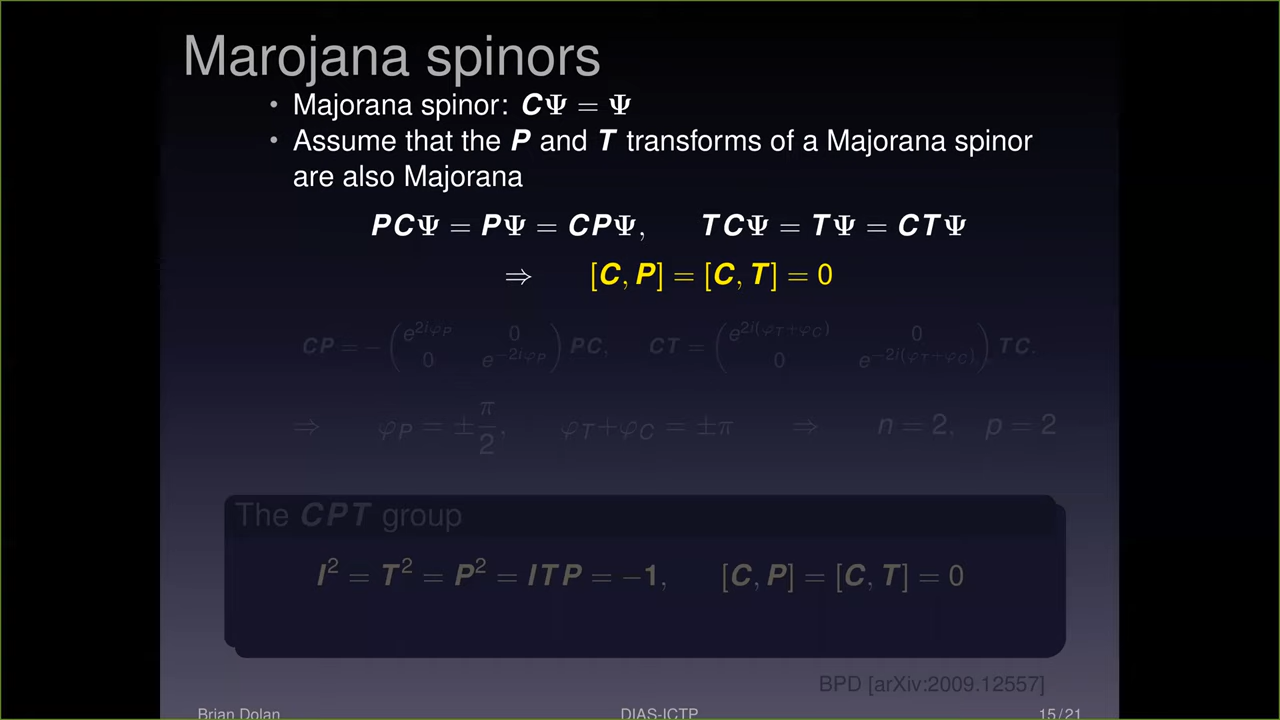 Marojana spinors
• Majorana spinor: CΨ = Ψ
• Assume that the P and T transforms of a Majorana spinor
are also Majorana
PCΨ = PΨ = CPΨ, TCΨ = TΨ = CTΨ
⇒ [C, P] = [C, T] = 0
CP = − (e^{2iφ_P} 0 0 e^{−2iφ_P}) PC, CT = (e^{2i(φ_T+φ_C)} 0 0 e^{−2i(φ_T+φ_C)}) TC.
⇒ φ_P = ±π/2, φ_T+φ_C = ±π ⇒ n = 2, p = 2
The CPT group
I² = T² = P² = ITP = −1, [C, P] = [C, T] = 0
BPD [arXiv:2009.12557]
Brian Dolan DIAS-ICTP 15/21